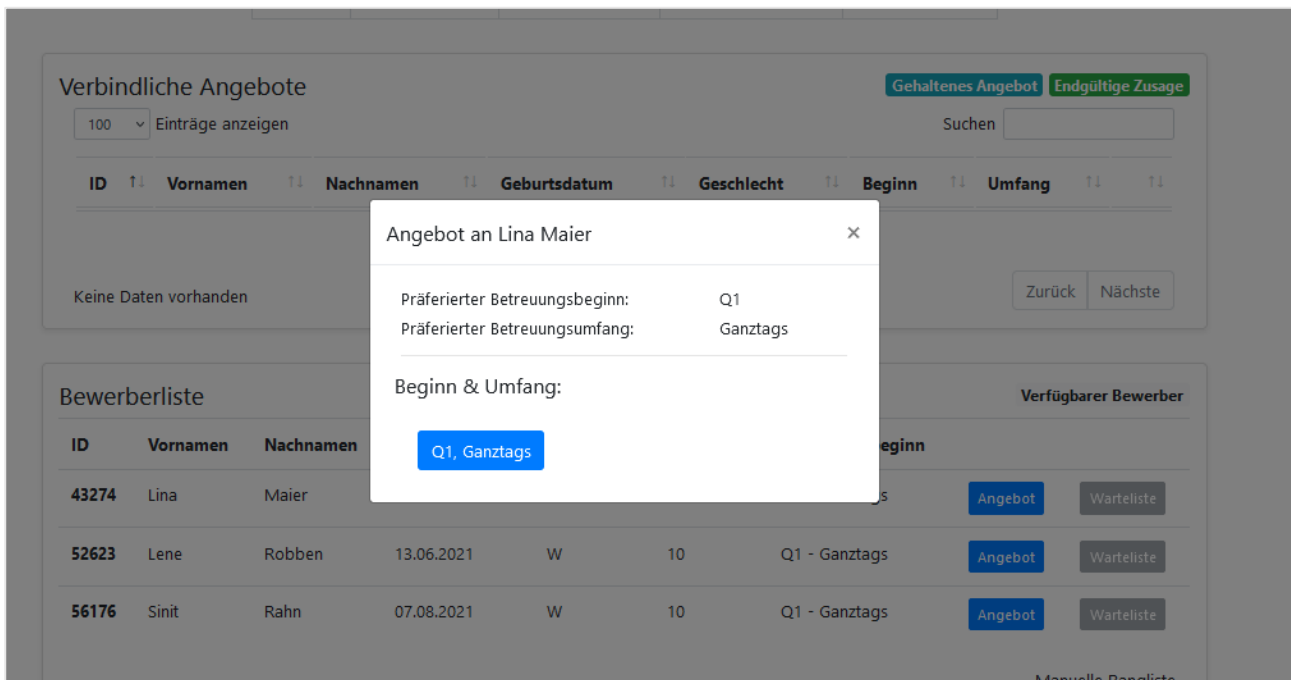 Verbindliche Angebote Gehaltenes Angebot Endgültige Zusage
100 Einträge anzeigen Suchen
ID Vornamen Nachnamen Geburtsdatum Geschlecht Beginn Umfang
Angebot an Lina Maier ×
Präferierter Betreuungsbeginn: Q1
Präferierter Betreuungsumfang: Ganztags
Beginn & Umfang:
Q1, Ganztags
Keine Daten vorhanden Zurück Nächste
Bewerberliste Verfügbarer Bewerber
ID Vornamen Nachnamen
43274 Lina Maier Angebot Warteliste
52623 Lene Robben 13.06.2021 W 10 Q1 - Ganztags Angebot Warteliste
56176 Sinit Rahn 07.08.2021 W 10 Q1 - Ganztags Angebot Warteliste
Manuelle Rangliste